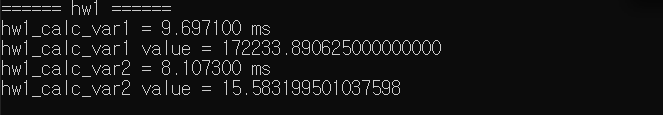 ====== hw1 ======
hw1_calc_var1 = 9.697100 ms
hw1_calc_var1 value = 172233.890625000000000
hw1_calc_var2 = 8.107300 ms
hw1_calc_var2 value = 15.583199501037598